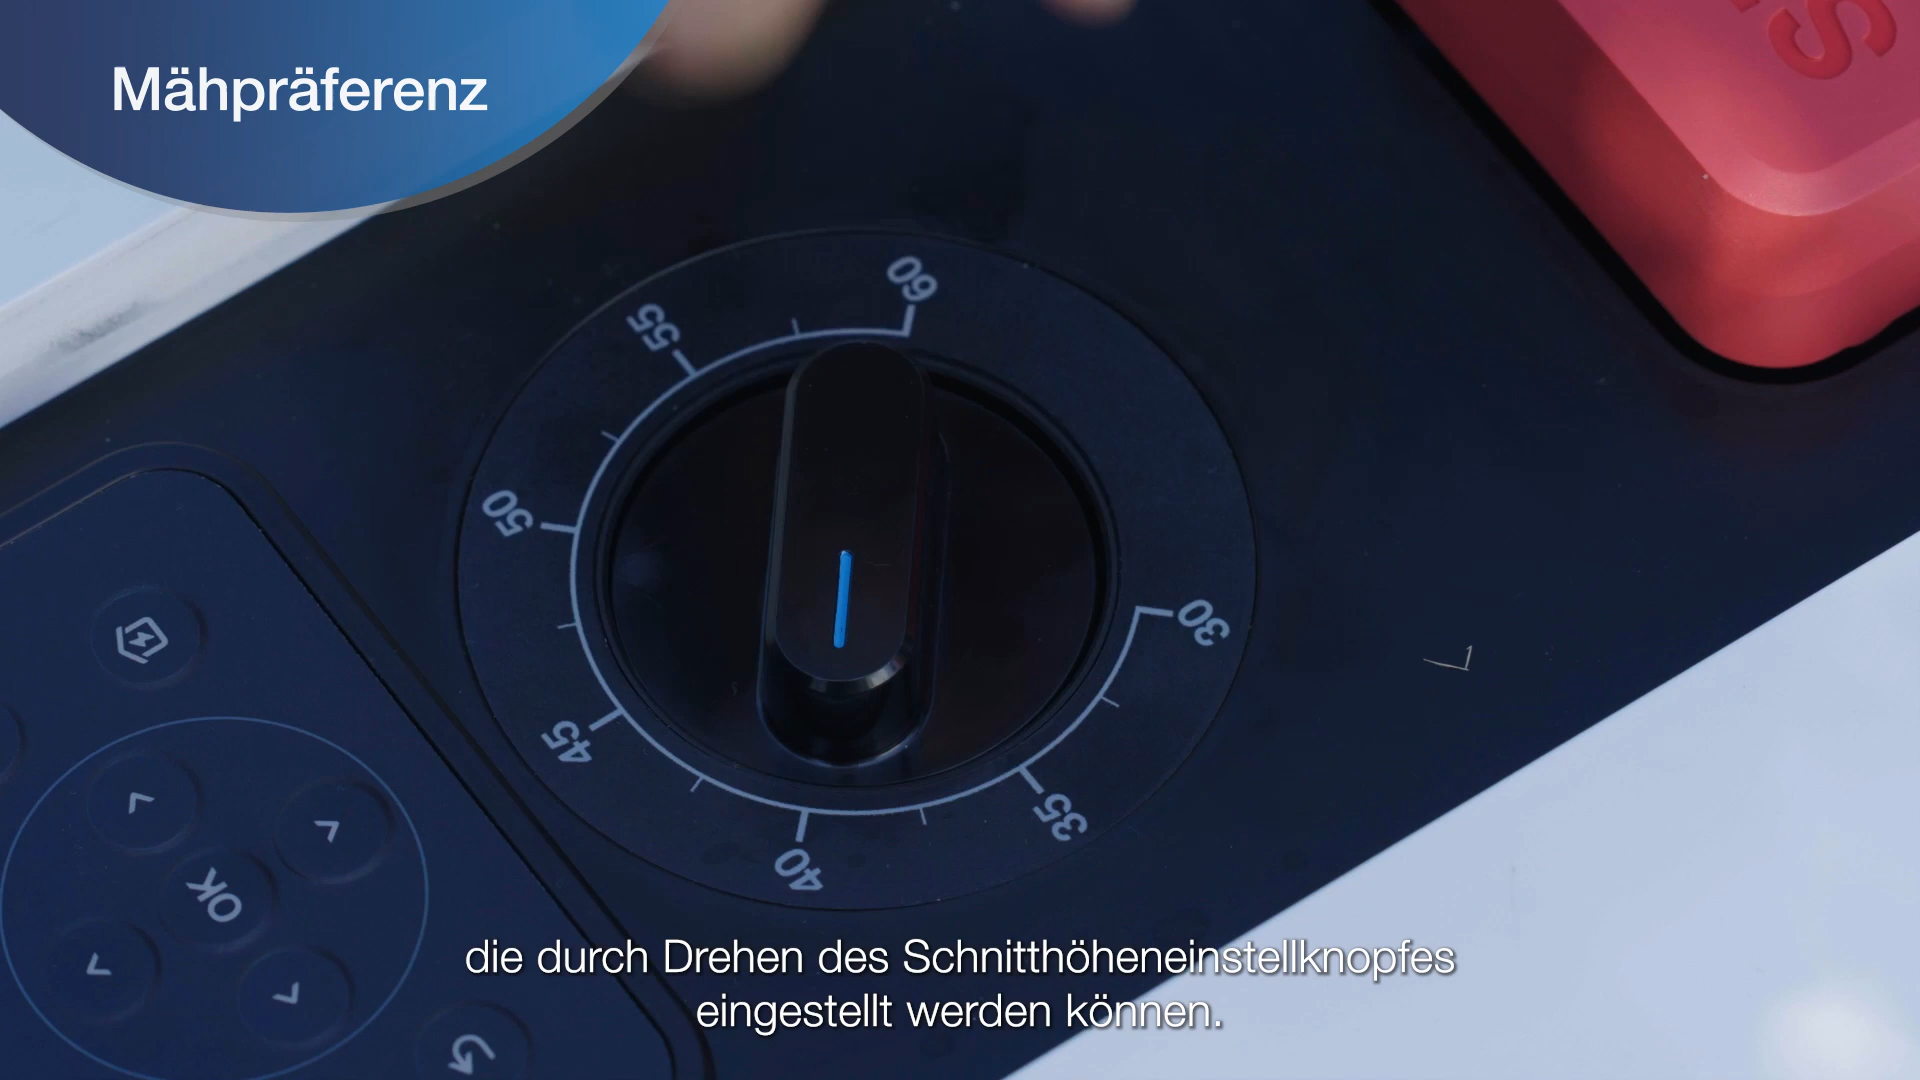 Mähpräferenz
60
55
50
45
40
35
30
OK
die durch Drehen des Schnitthöheneinstellknopfes
eingestellt werden können.